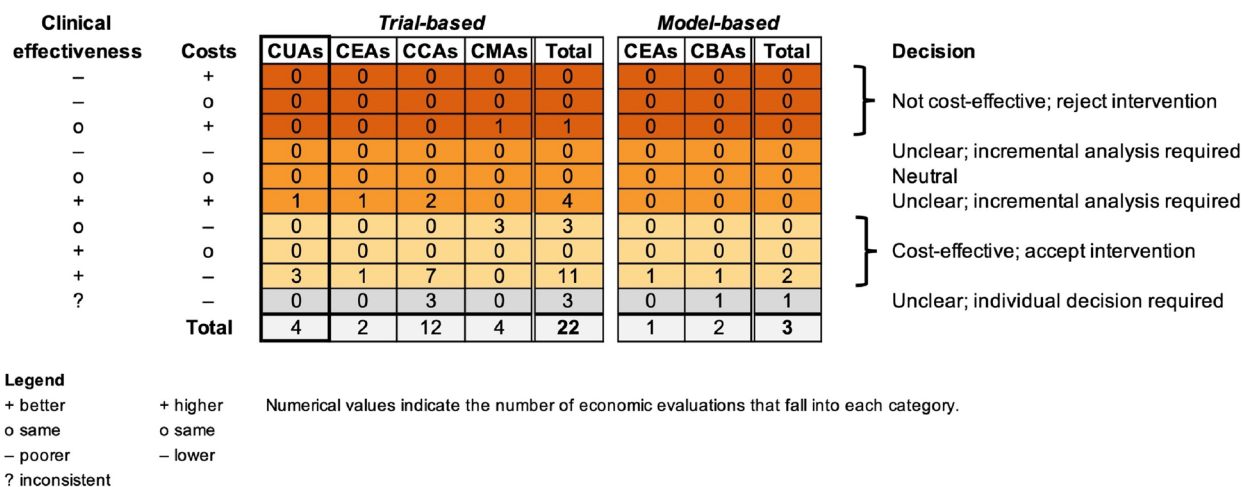 Clinical Trial-based Model-based
effectiveness Costs CUAs CEAs CCAs CMAs Total CEAs CBAs Total Decision
– + 0 0 0 0 0 0 0 0
– o 0 0 0 0 0 0 0 0 Not cost-effective; reject intervention
o + 0 0 0 1 1 0 0 0
– – 0 0 0 0 0 0 0 0 Unclear; incremental analysis required
o o 0 0 0 0 0 0 0 0 Neutral
+ + 1 1 2 0 4 0 0 0 Unclear; incremental analysis required
o – 0 0 0 3 3 0 0 0
+ o 0 0 0 0 0 0 0 0 Cost-effective; accept intervention
+ – 3 1 7 0 11 1 1 2
? – 0 0 3 0 3 0 1 1 Unclear; individual decision required
Total 4 2 12 4 22 1 2 3
Legend
+ better + higher Numerical values indicate the number of economic evaluations that fall into each category.
o same o same
– poorer – lower
? inconsistent